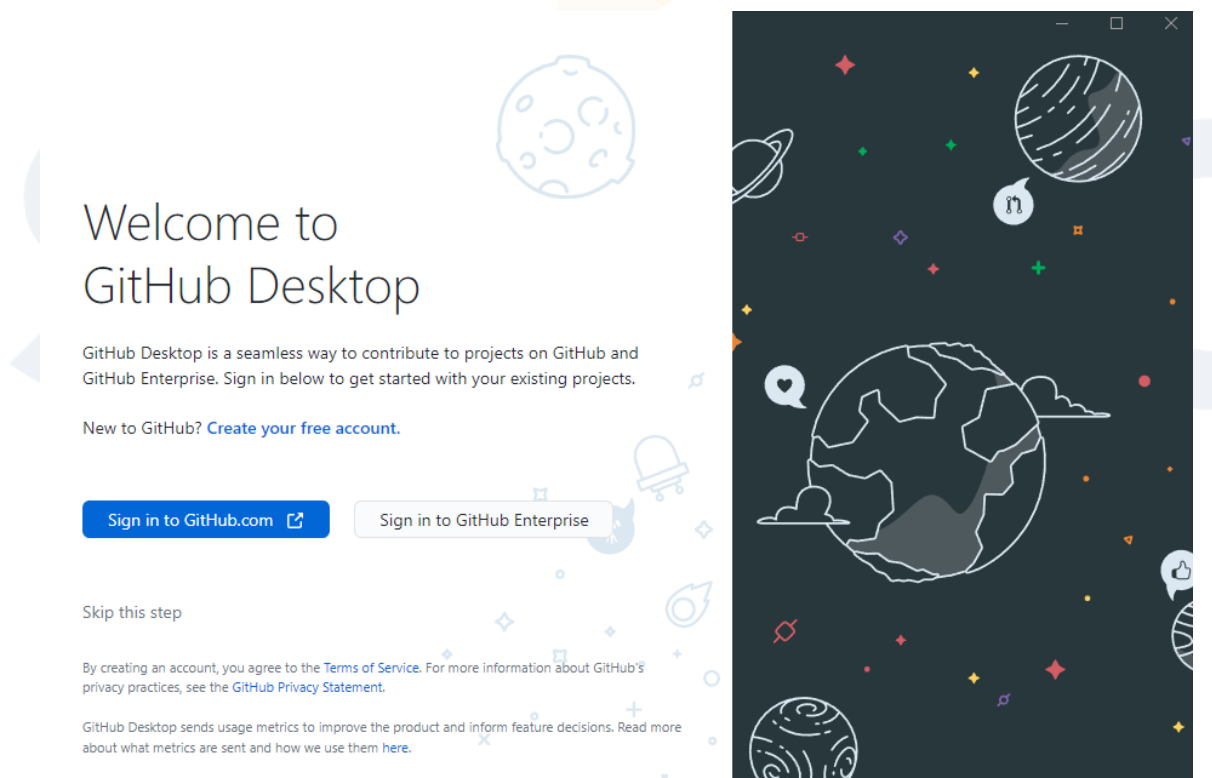 Welcome to
GitHub Desktop
GitHub Desktop is a seamless way to contribute to projects on GitHub and
GitHub Enterprise. Sign in below to get started with your existing projects.
New to GitHub? Create your free account.
Sign in to GitHub.com
Sign in to GitHub Enterprise
Skip this step
By creating an account, you agree to the Terms of Service. For more information about GitHub's
privacy practices, see the GitHub Privacy Statement.
GitHub Desktop sends usage metrics to improve the product and inform feature decisions. Read more
about what metrics are sent and how we use them here.